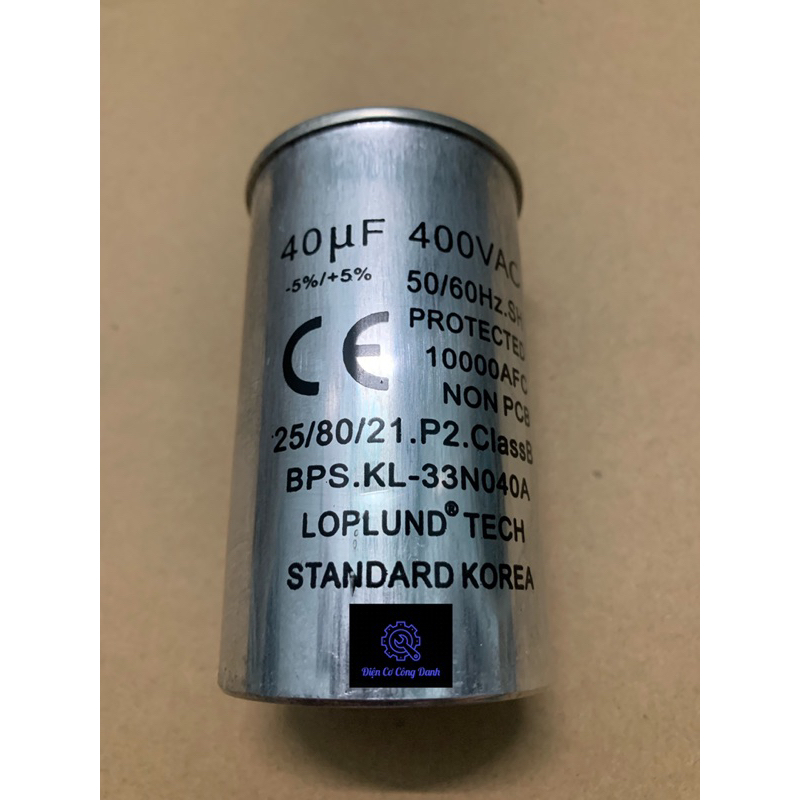 40µF 400VAC
-5%/+5% 50/60Hz.SH
CE PROTECTED
10000AFC
NON PCB
25/80/21.P2.ClassB
BPS.KL-33N040A
LOPLUND® TECH
STANDARD KOREA
Điện Cơ Công Danh